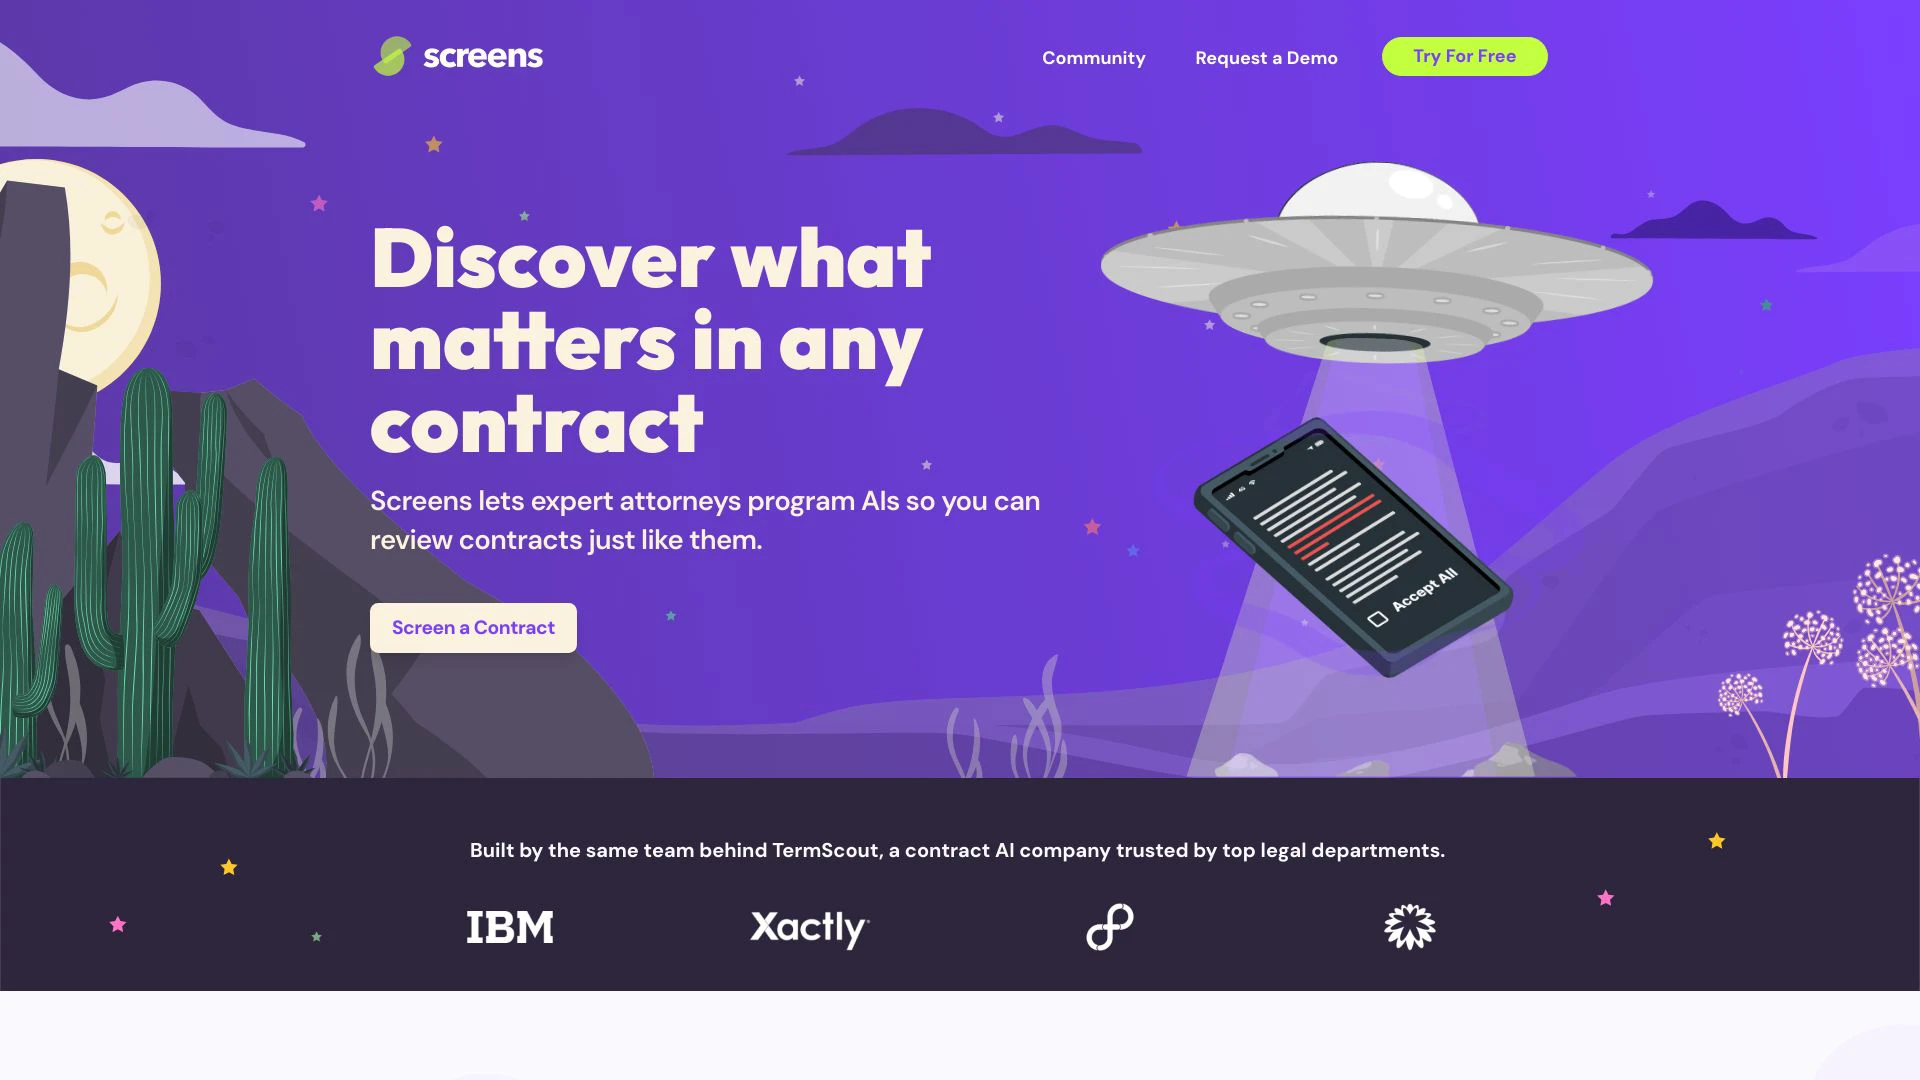 screens
Community
Request a Demo
Try For Free
Discover what
matters in any
contract
Screens lets expert attorneys program AIs so you can
review contracts just like them.
Screen a Contract
Accept All
Built by the same team behind TermScout, a contract AI company trusted by top legal departments.
IBM
Xactly